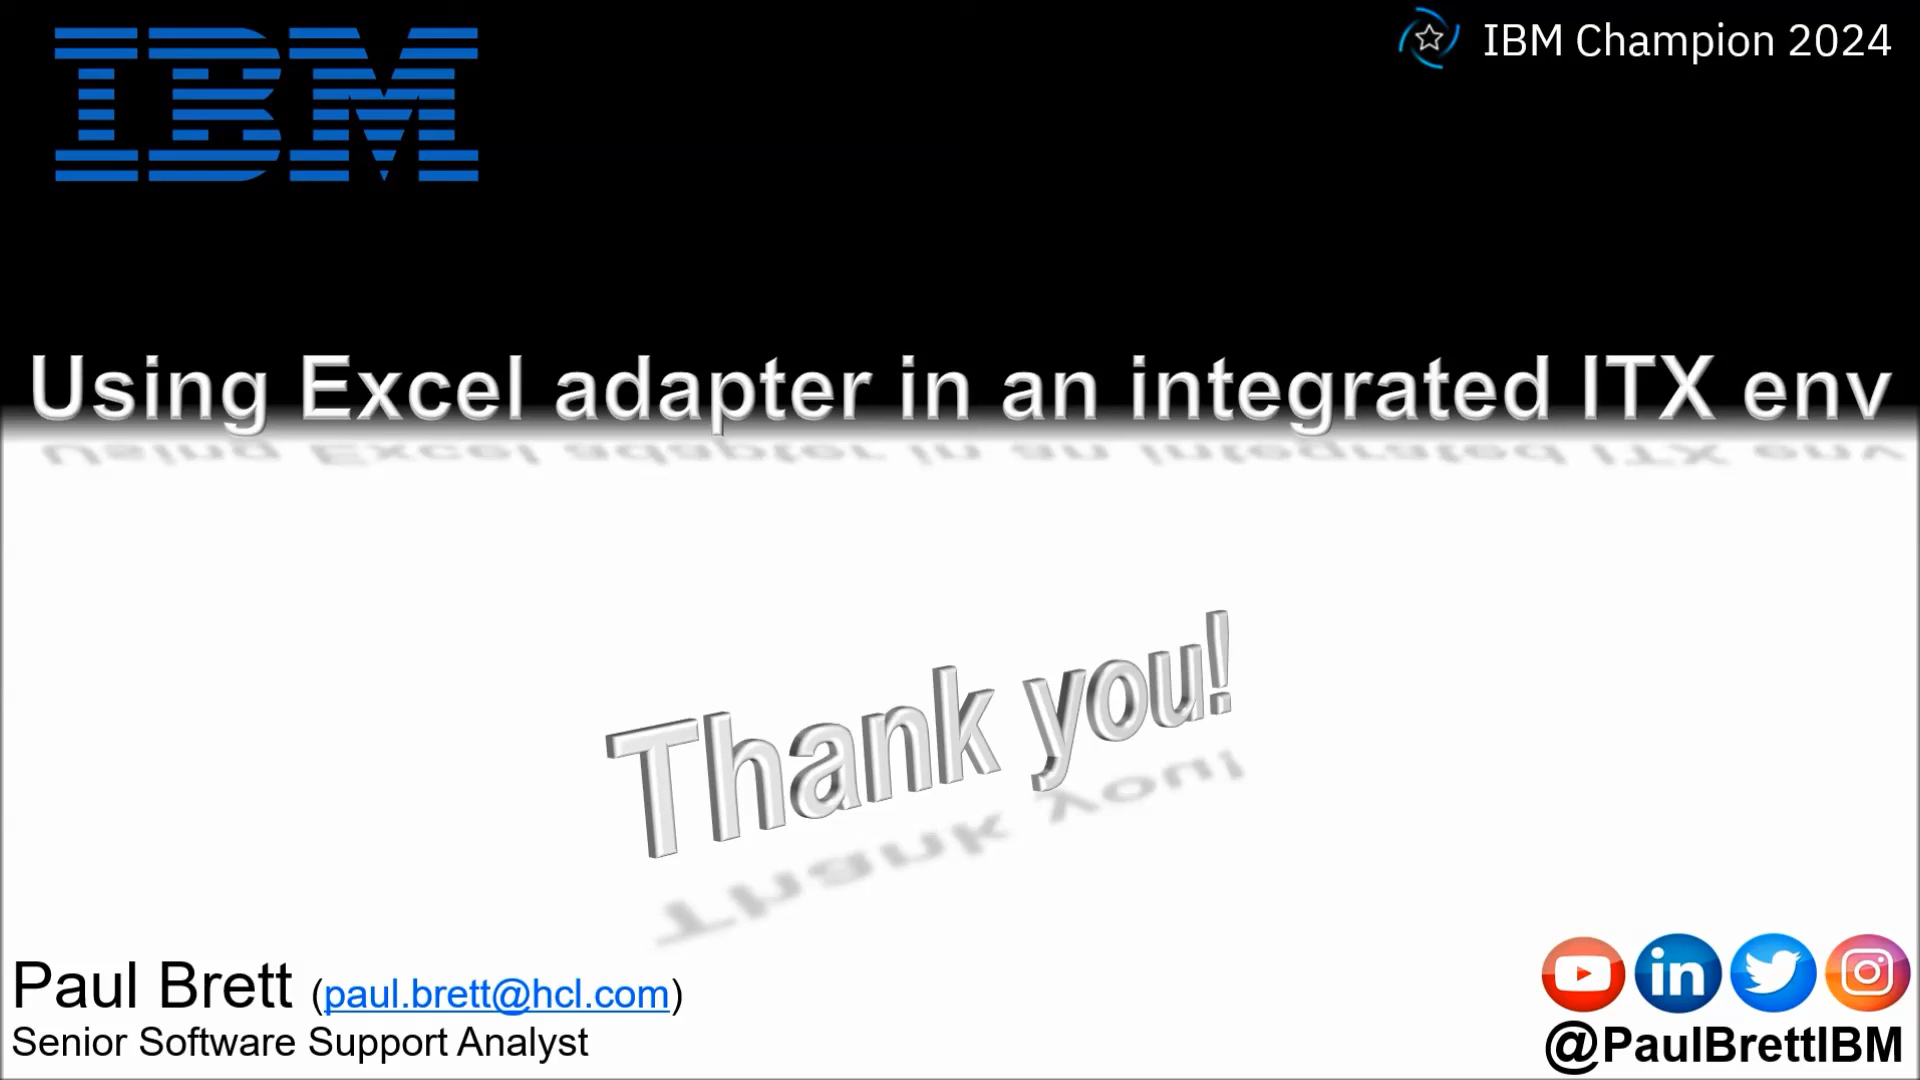 IBM
IBM Champion 2024
Using Excel adapter in an integrated ITX env
Thank you!
Paul Brett (paul.brett@hcl.com)
Senior Software Support Analyst
in
@PaulBrettIBM